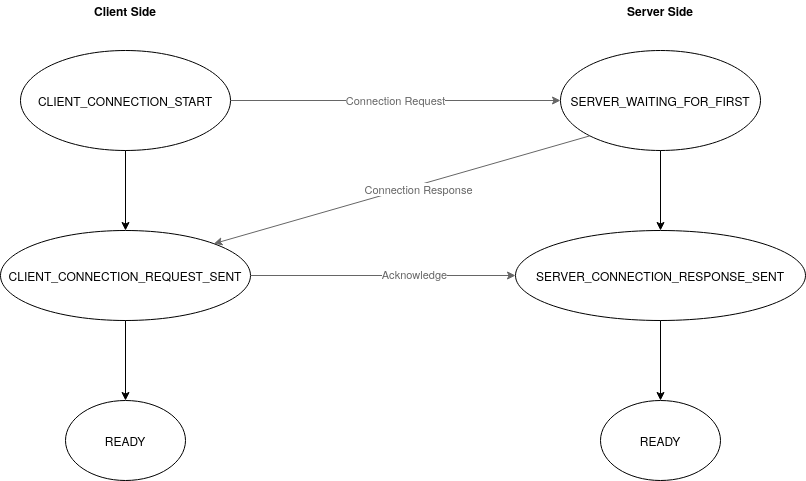 Client Side
Server Side
CLIENT_CONNECTION_START
Connection Request
SERVER_WAITING_FOR_FIRST
Connection Response
CLIENT_CONNECTION_REQUEST_SENT
Acknowledge
SERVER_CONNECTION_RESPONSE_SENT
READY
READY